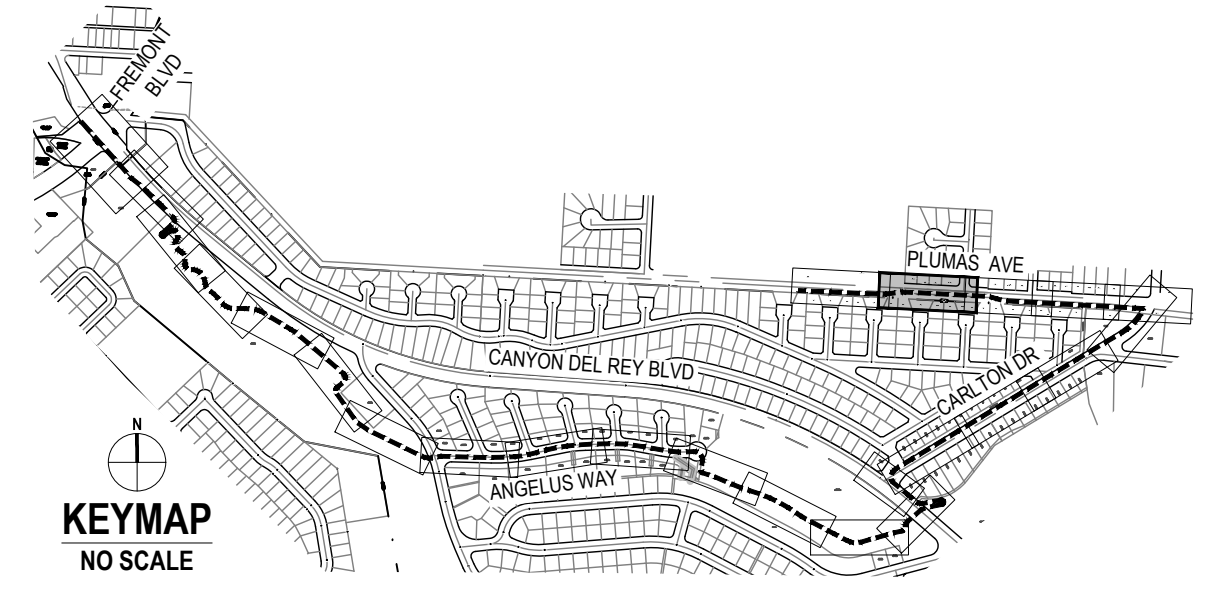 FREMONT
BLVD
PLUMAS AVE
CANYON DEL REY BLVD
CARLTON DR
ANGELUS WAY
N
KEYMAP
NO SCALE